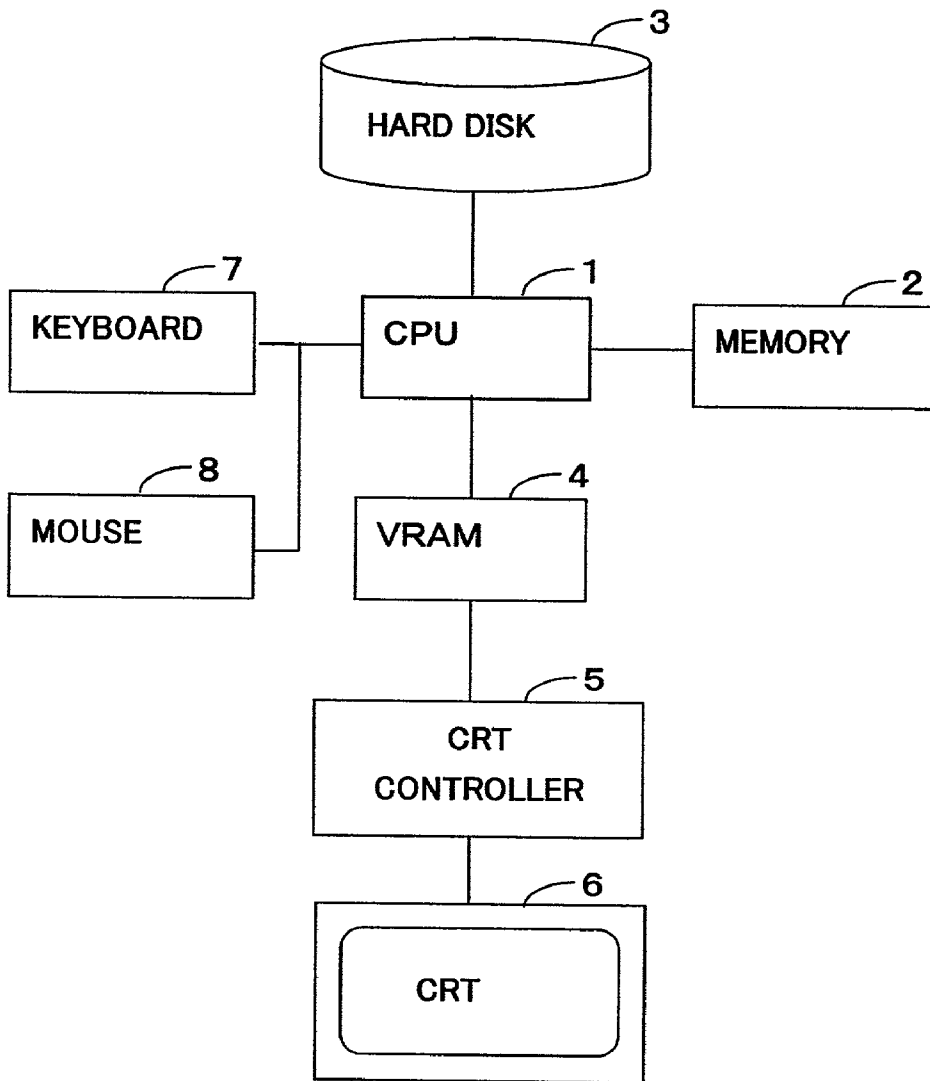 3
HARD DISK
7
1
2
KEYBOARD
CPU
MEMORY
8
4
MOUSE
VRAM
5
CRT
CONTROLLER
6
CRT